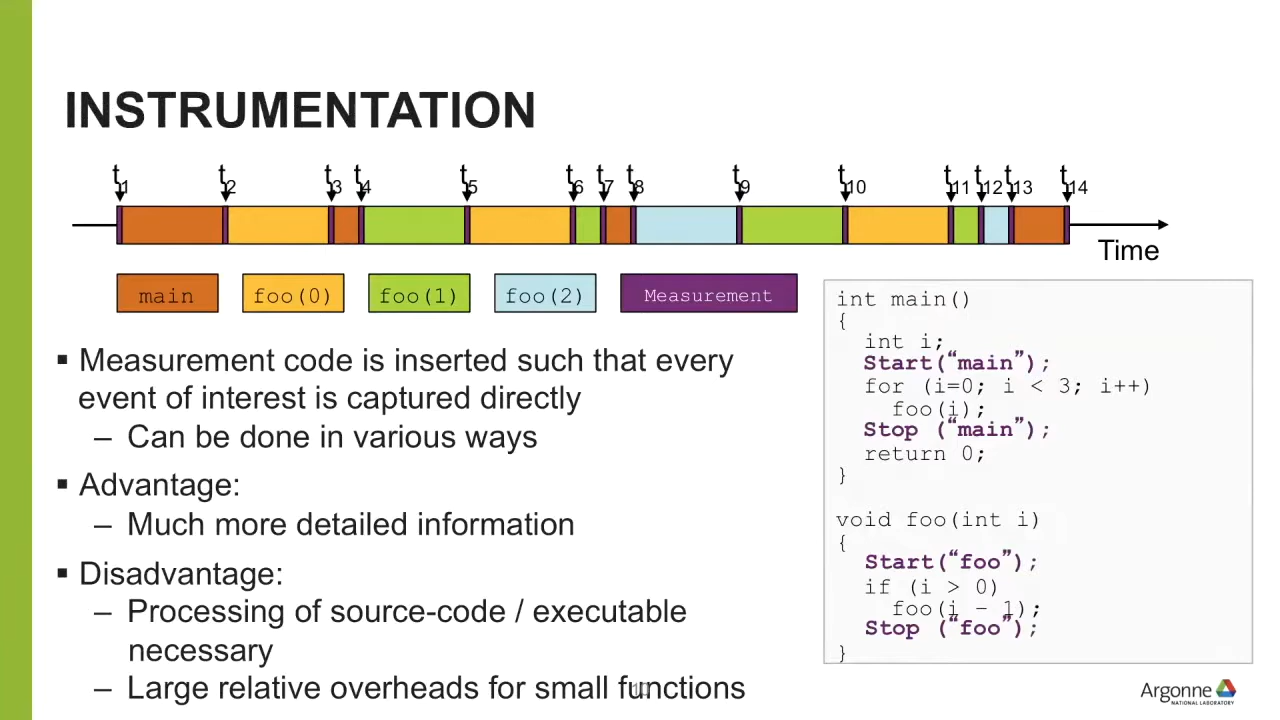 INSTRUMENTATION
t1 t2 t3 t4 t5 t6 t7 t8 t9 t10 t11 t12 t13 t14
Time
main foo(0) foo(1) foo(2) Measurement
▪ Measurement code is inserted such that every
event of interest is captured directly
– Can be done in various ways
▪ Advantage:
– Much more detailed information
▪ Disadvantage:
– Processing of source-code / executable
necessary
– Large relative overheads for small functions
int main()
{
int i;
Start(“main”);
for (i=0; i < 3; i++)
foo(i);
Stop (“main”);
return 0;
}
void foo(int i)
{
Start(“foo”);
if (i > 0)
foo(i – 1);
Stop (“foo”);
}
Argonne
NATIONAL LABORATORY